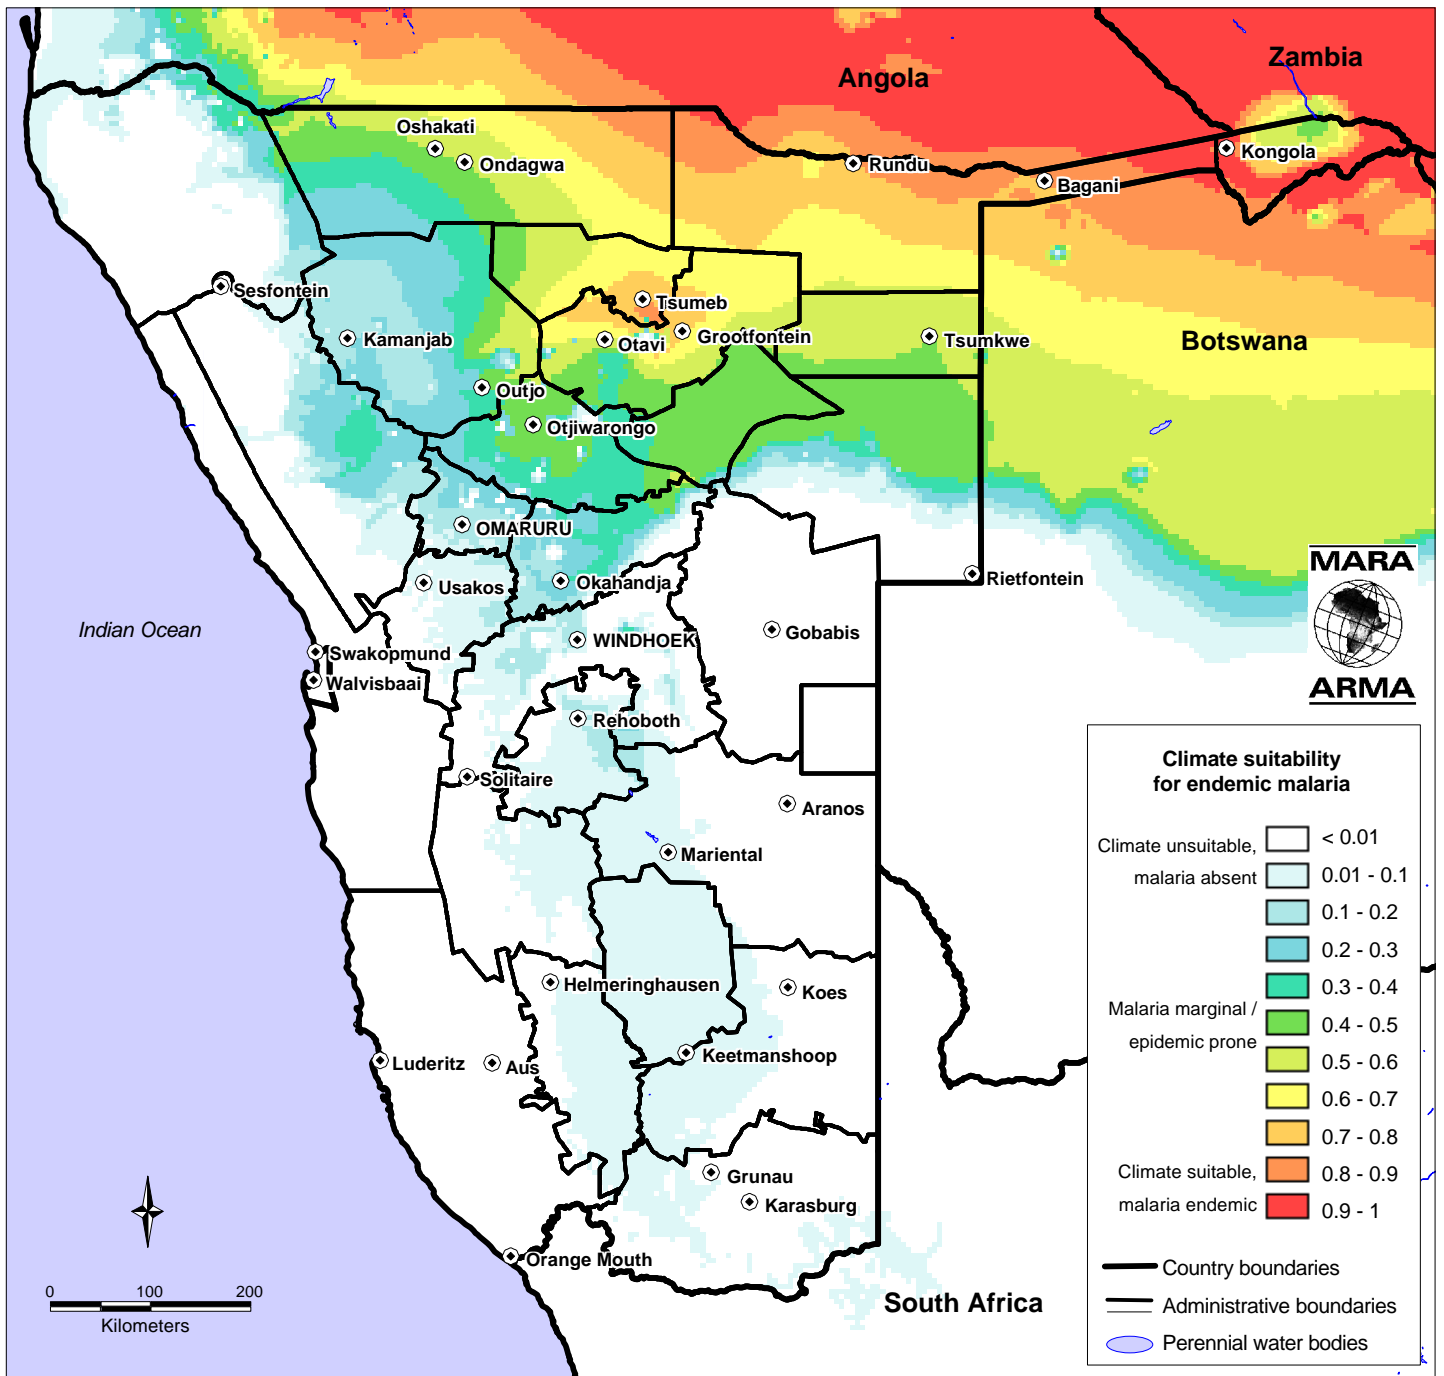 Zambia
Angola
Oshakati
Ondagwa
Rundu
Kongola
Bagani
Sesfontein
Tsumeb
Kamanjab
Otavi
Grootfontein
Tsumkwe
Botswana
Outjo
Otjiwarongo
OMARURU
Usakos
Okahandja
Rietfontein
MARA
ARMA
Indian Ocean
WINDHOEK
Gobabis
Swakopmund
Walvisbaai
Rehoboth
Solitaire
Aranos
Mariental
Helmeringhausen
Koes
Luderitz
Aus
Keetmanshoop
Grunau
Karasburg
Orange Mouth
South Africa
0 100 200
Kilometers
Climate suitability
for endemic malaria
Climate unsuitable,
malaria absent
Malaria marginal /
epidemic prone
Climate suitable,
malaria endemic
< 0.01
0.01 - 0.1
0.1 - 0.2
0.2 - 0.3
0.3 - 0.4
0.4 - 0.5
0.5 - 0.6
0.6 - 0.7
0.7 - 0.8
0.8 - 0.9
0.9 - 1
Country boundaries
Administrative boundaries
Perennial water bodies